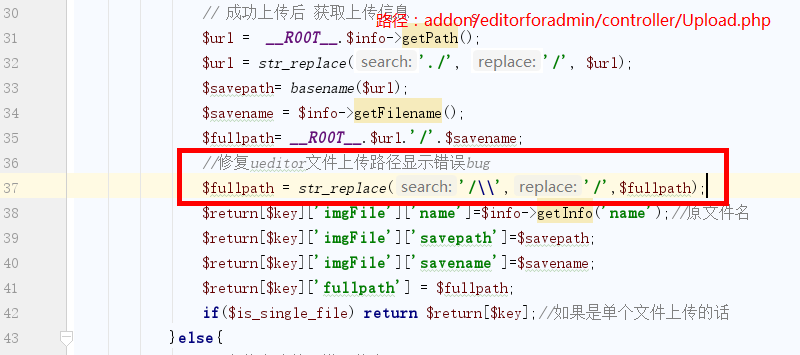 30 // 成功上传后 获取上传信息
路径：addon/editorforadmin/controller/Upload.php
31 $url = __ROOT__.$info->getPath();
32 $url = str_replace( search: './', replace: '/', $url);
33 $savepath= basename($url);
34 $savename = $info->getFilename();
35 $fullpath= __ROOT__.$url.'/'.$savename;
36 //修复ueditor文件上传路径显示错误bug
37 $fullpath = str_replace( search: '/\\', replace: '/',$fullpath);
38 $return[$key]['imgFile']['name']=$info->getInfo('name');//原文件名
39 $return[$key]['imgFile']['savepath']=$savepath;
40 $return[$key]['imgFile']['savename']=$savename;
41 $return[$key]['fullpath'] = $fullpath;
42 if($is_single_file) return $return[$key];//如果是单个文件上传的话
43 }else{